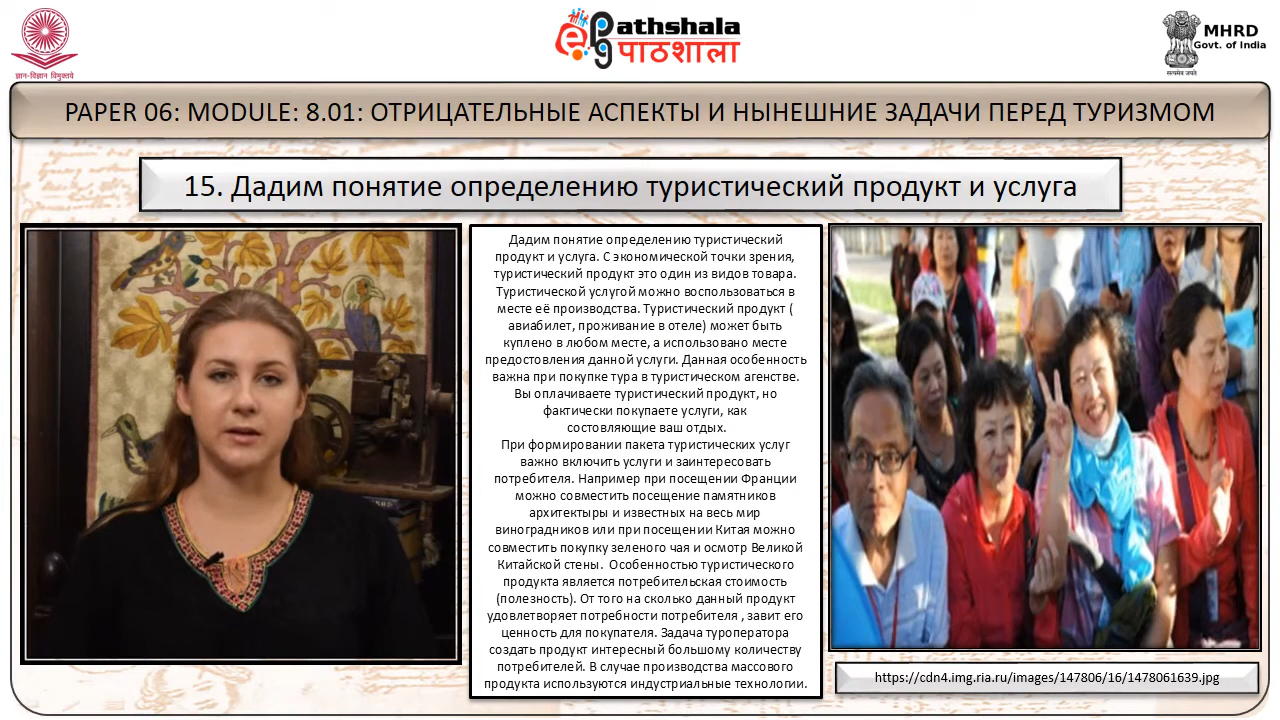 ज्ञान-विज्ञान विमुक्तये
ePathshala
पाठशाला
MHRD
Govt. of India
सत्यमेव जयते
PAPER 06: MODULE: 8.01: ОТРИЦАТЕЛЬНЫЕ АСПЕКТЫ И НЫНЕШНИЕ ЗАДАЧИ ПЕРЕД ТУРИЗМОМ
15. Дадим понятие определению туристический продукт и услуга
Дадим понятие определению туристический
продукт и услуга. С экономической точки зрения,
туристический продукт это один из видов товара.
Туристической услугой можно воспользоваться в
месте её производства. Туристический продукт (
авиабилет, проживание в отеле) может быть
куплено в любом месте, а использовано месте
предостовления данной услуги. Данная особенность
важна при покупке тура в туристическом агенстве.
Вы оплачиваете туристический продукт, но
фактически покупаете услуги, как
состовляющие ваш отдых.
При формировании пакета туристических услуг
важно включить услуги и заинтересовать
потребителя. Например при посещении Франции
можно совместить посещение памятников
архитектыры и известных на весь мир
виноградников или при посещении Китая можно
совместить покупку зеленого чая и осмотр Великой
Китайской стены. Особенностью туристического
продукта является потребительская стоимость
(полезность). От того на сколько данный продукт
удовлетворяет потребности потребителя , завит его
ценность для покупателя. Задача туроператора
создать продукт интересный большому количеству
потребителей. В случае производства массового
продукта используются индустриальные технологии.
https://cdn4.img.ria.ru/images/147806/16/1478061639.jpg